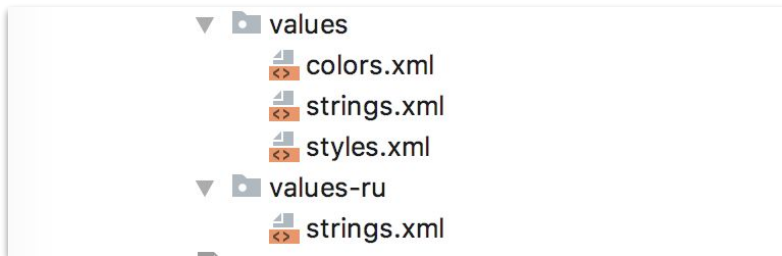 values
colors.xml
strings.xml
styles.xml
values-ru
strings.xml